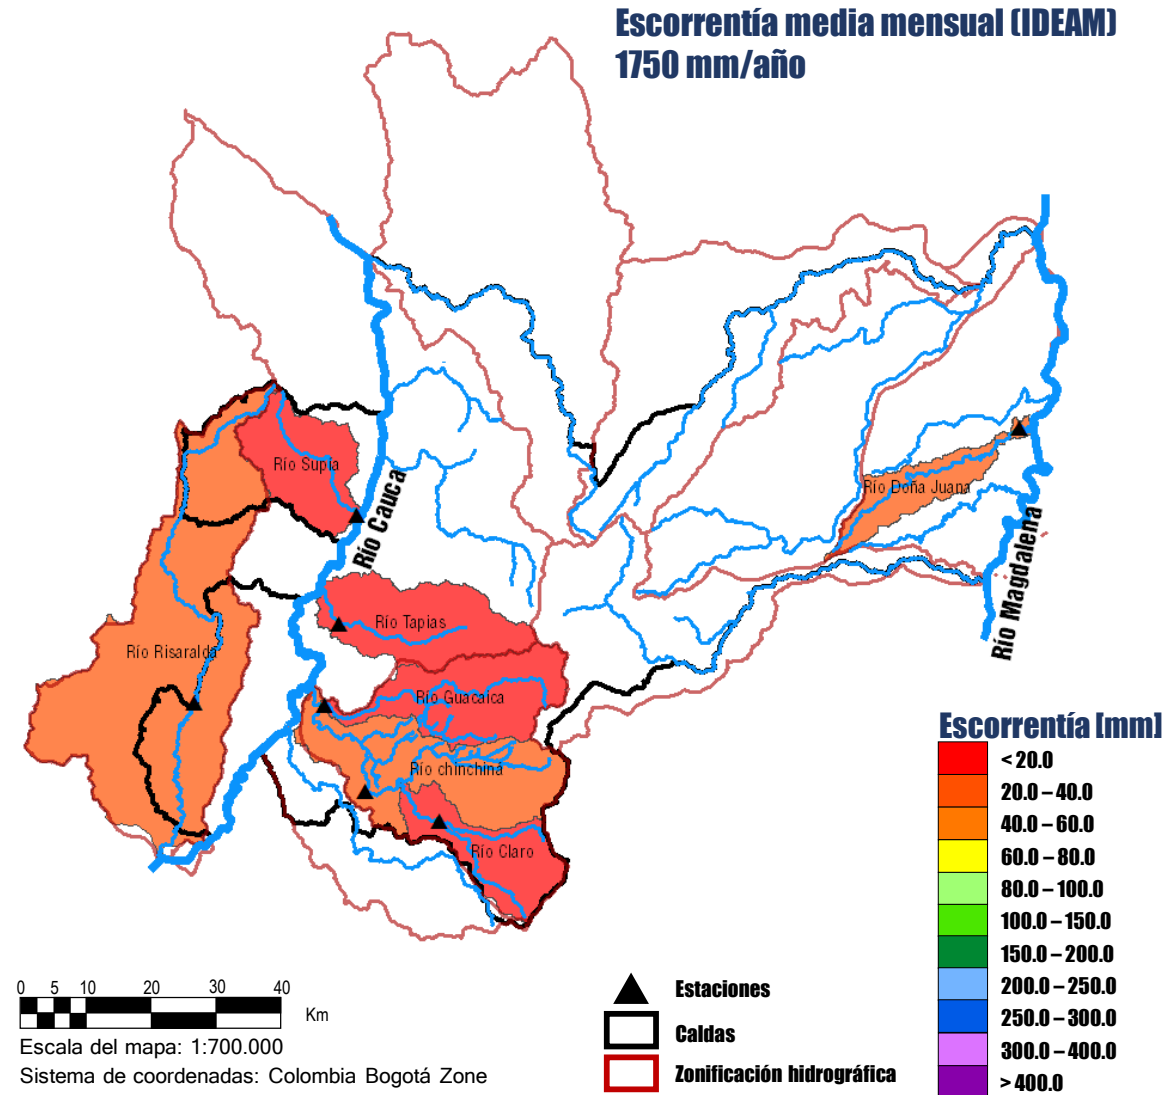 Escorrentía media mensual (IDEAM)
1750 mm/año
Río Supía
Río Cauca
Río Doña Juana
Río Magdalena
Río Tapias
Río Risaralda
Río Guacaica
Río chinchiná
Río Claro
Escorrentía [mm]
< 20.0
20.0 – 40.0
40.0 – 60.0
60.0 – 80.0
80.0 – 100.0
100.0 – 150.0
150.0 – 200.0
200.0 – 250.0
250.0 – 300.0
300.0 – 400.0
> 400.0
0 5 10 20 30 40
Km
Escala del mapa: 1:700.000
Sistema de coordenadas: Colombia Bogotá Zone
Estaciones
Caldas
Zonificación hidrográfica